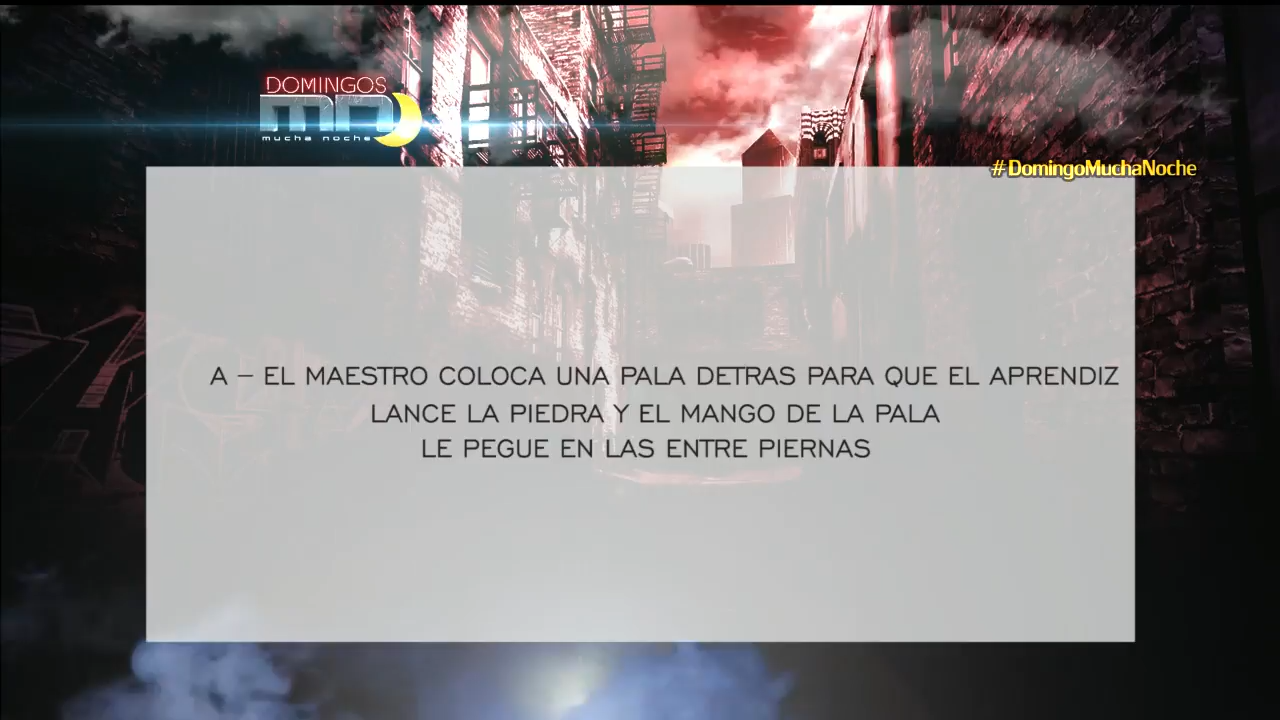 DOMINGOS
MN
mucha noche
#DomingoMuchaNoche
A – EL MAESTRO COLOCA UNA PALA DETRAS PARA QUE EL APRENDIZ
LANCE LA PIEDRA Y EL MANGO DE LA PALA
LE PEGUE EN LAS ENTRE PIERNAS